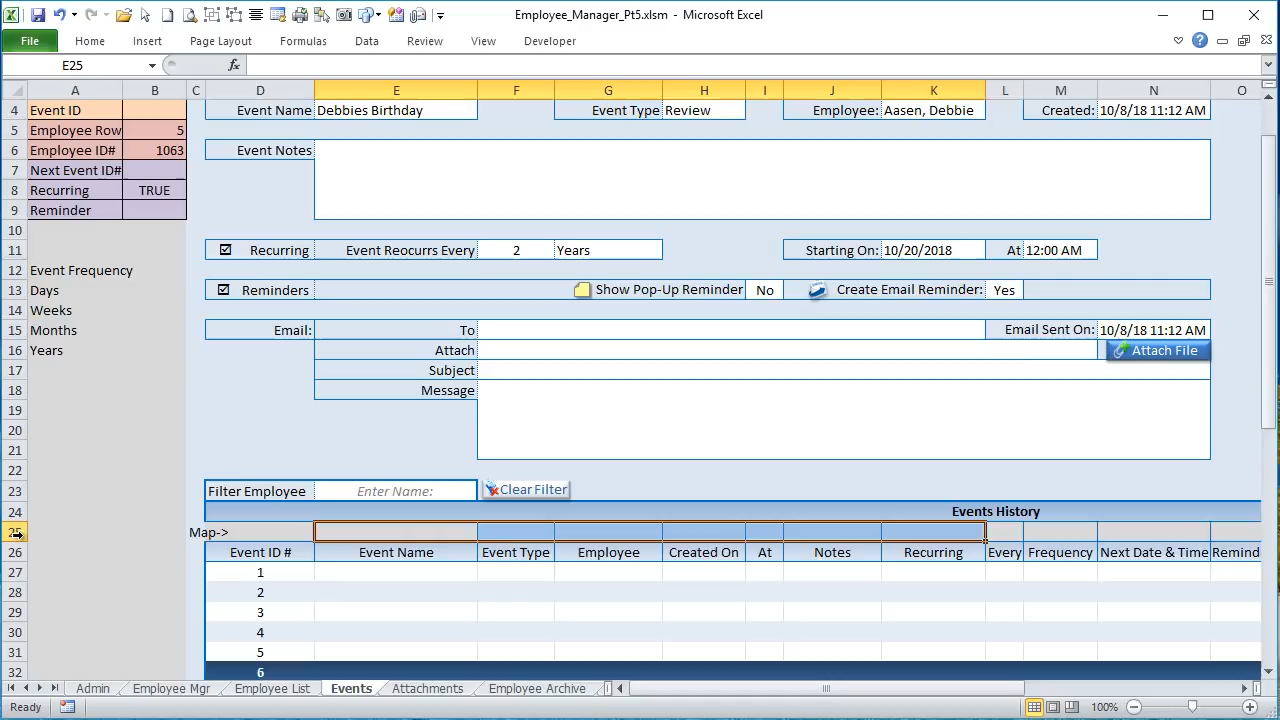 Employee_Manager_Pt5.xlsm - Microsoft Excel
File Home Insert Page Layout Formulas Data Review View Developer
E25 fx
A B C D E F G H I J K L M N O
4 Event ID Event Name Debbies Birthday Event Type Review Employee: Aasen, Debbie Created: 10/8/18 11:12 AM
5 Employee Row 5
6 Employee ID# 1063 Event Notes
7 Next Event ID#
8 Recurring TRUE
9 Reminder
10
11 Recurring Event Reocurrs Every 2 Years Starting On: 10/20/2018 At 12:00 AM
12 Event Frequency
13 Days Reminders Show Pop-Up Reminder No Create Email Reminder: Yes
14 Weeks
15 Months Email: To Email Sent On: 10/8/18 11:12 AM
16 Years Attach Attach File
17 Subject
18 Message
19
20
21
22
23 Filter Employee Enter Name: Clear Filter
24 Events History
25 Map->
26 Event ID # Event Name Event Type Employee Created On At Notes Recurring Every Frequency Next Date & Time Remind
27 1
28 2
29 3
30 4
31 5
32 6
Admin Employee Mgr Employee List Events Attachments Employee Archive
Ready 100%